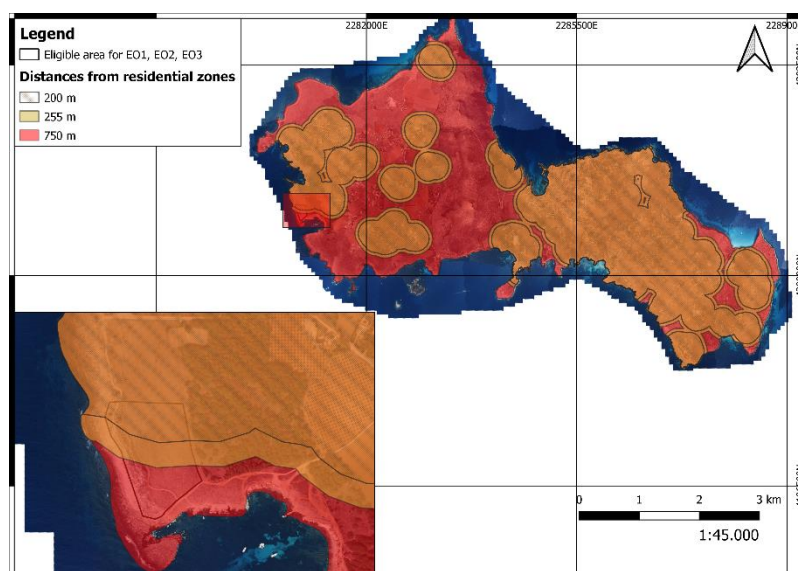 2282000E
2285500E
228900
Legend
Eligible area for EO1, EO2, EO3
Distances from residential zones
200 m
255 m
750 m
0
1
2
3 km
1:45.000